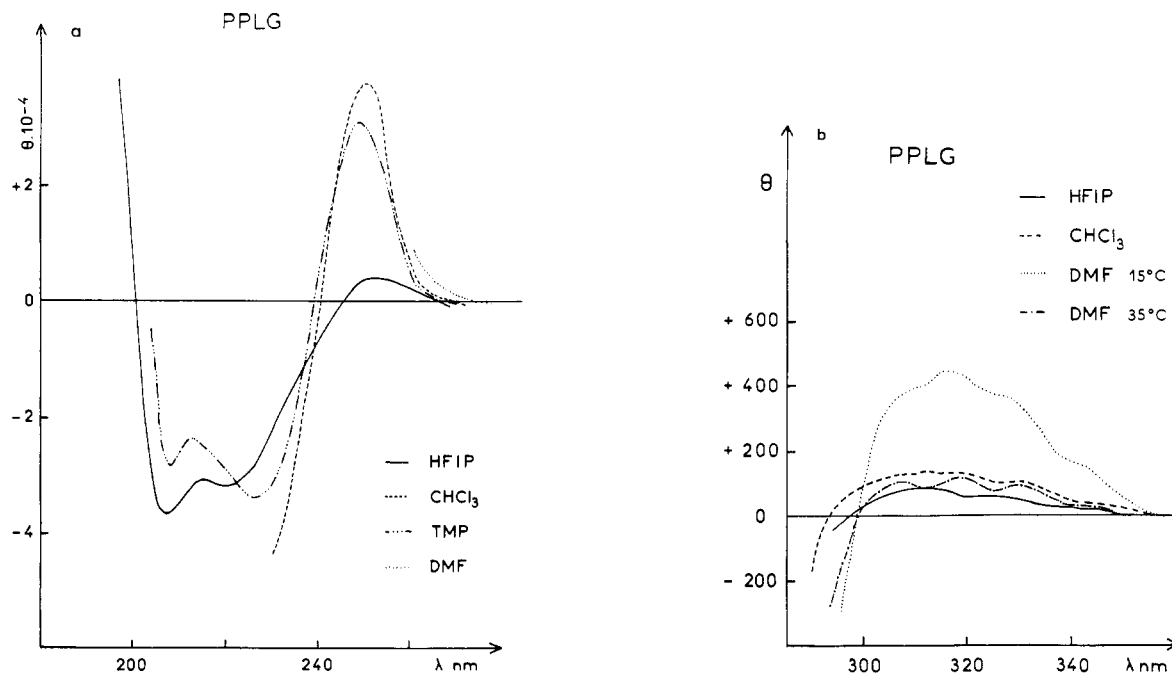 a
PPLG
θ.10-4
+2
0
-2
-4
HFIP
CHCl3
TMP
DMF
200
240
λ nm
b
PPLG
θ
HFIP
CHCl3
DMF 15°C
DMF 35°C
+ 600
+ 400
+ 200
0
- 200
300
320
340
λ nm